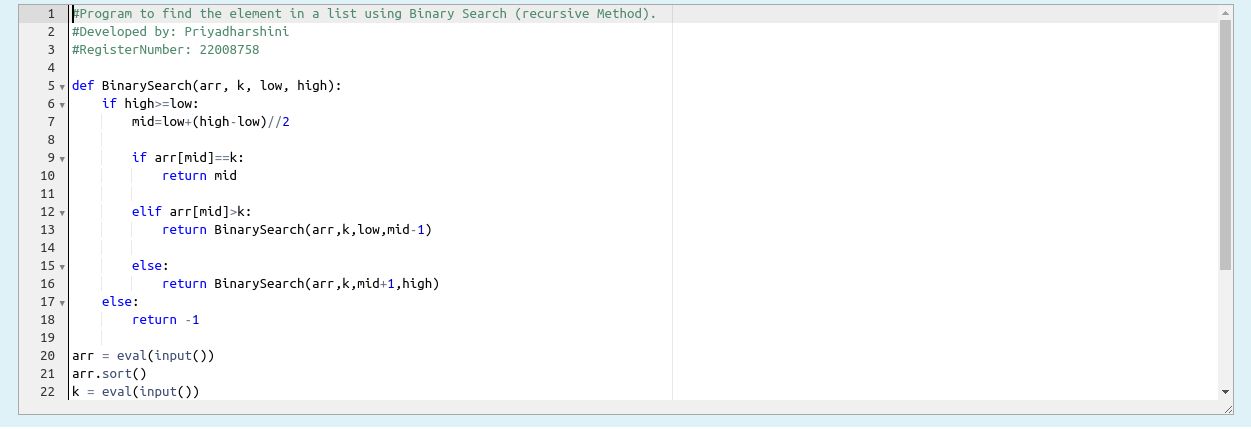 1 #Program to find the element in a list using Binary Search (recursive Method).
2 #Developed by: Priyadharshini
3 #RegisterNumber: 22008758
4
5 def BinarySearch(arr, k, low, high):
6     if high>=low:
7         mid=low+(high-low)//2
8
9         if arr[mid]==k:
10             return mid
11
12         elif arr[mid]>k:
13             return BinarySearch(arr,k,low,mid-1)
14
15         else:
16             return BinarySearch(arr,k,mid+1,high)
17     else:
18         return -1
19
20 arr = eval(input())
21 arr.sort()
22 k = eval(input())